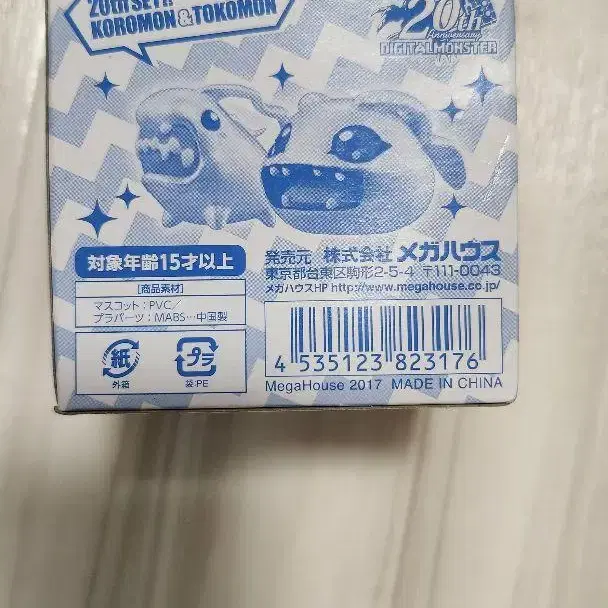 20th SET!!
KOROMON & TOKOMON
20th
Anniversary
DIGITAL MONSTER
対象年齢15才以上
[商品素材]
マスコット:PVC/
プラパーツ:MABS…中国製
紙
外箱
プラ
袋:PE
発売元 株式会社 メガハウス
東京都台東区駒形2-5-4 〒111-0043
メガハウスHP http://www.megahouse.co.jp/
4 535123 823176
MegaHouse 2017 MADE IN CHINA